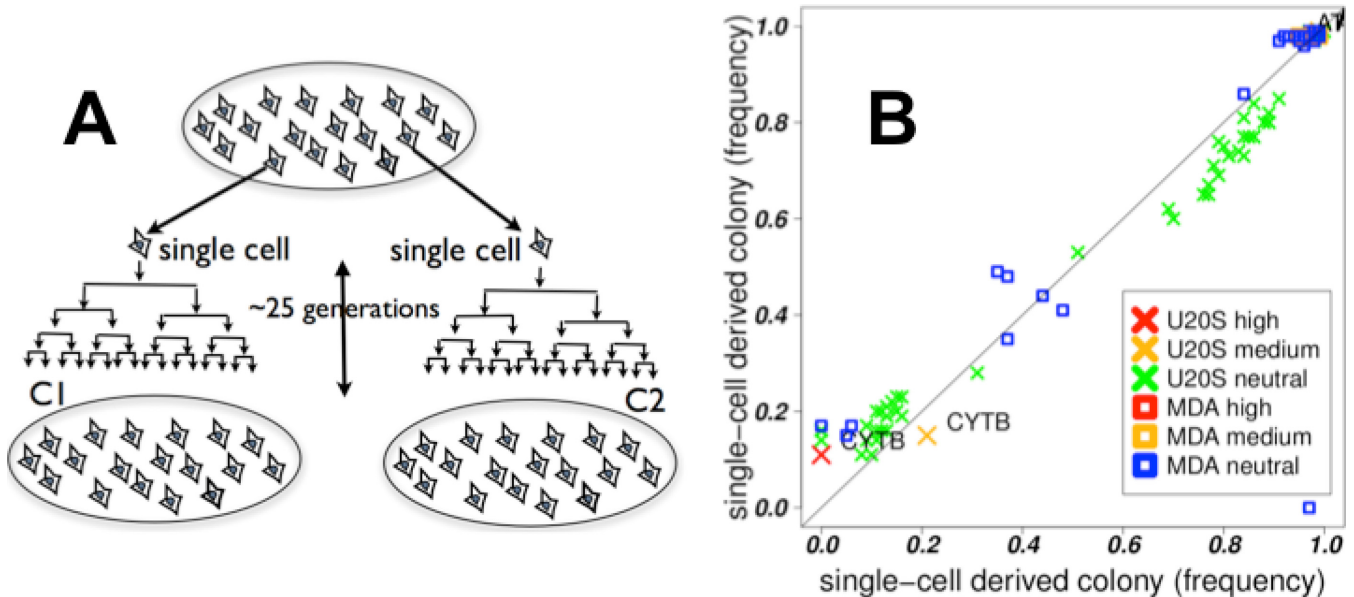 A
single cell
single cell
~25 generations
C1
C2
B
single-cell derived colony (frequency)
1.0
0.8
0.6
0.4
0.2
0.0
CYTB
CYTB
U20S high
U20S medium
U20S neutral
MDA high
MDA medium
MDA neutral
0.0
0.2
0.4
0.6
0.8
1.0
single-cell derived colony (frequency)